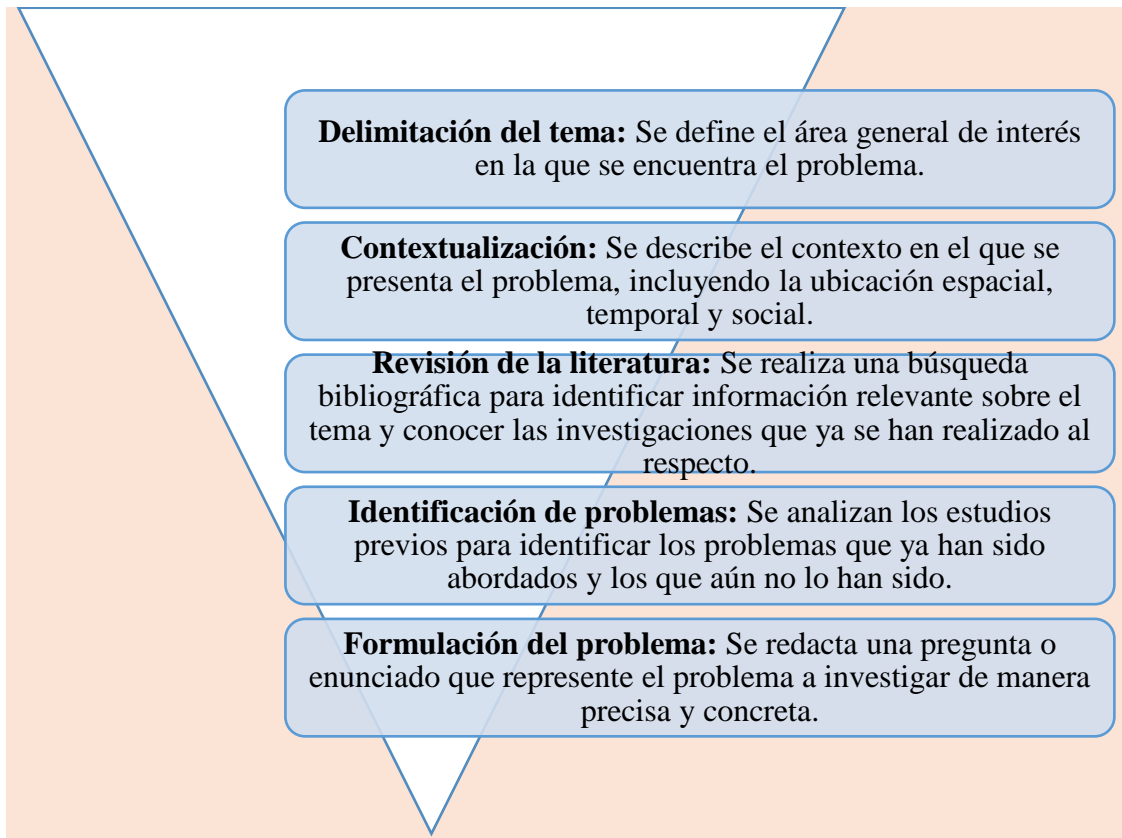 Delimitación del tema: Se define el área general de interés
en la que se encuentra el problema.
Contextualización: Se describe el contexto en el que se
presenta el problema, incluyendo la ubicación espacial,
temporal y social.
Revisión de la literatura: Se realiza una búsqueda
bibliográfica para identificar información relevante sobre el
tema y conocer las investigaciones que ya se han realizado al
respecto.
Identificación de problemas: Se analizan los estudios
previos para identificar los problemas que ya han sido
abordados y los que aún no lo han sido.
Formulación del problema: Se redacta una pregunta o
enunciado que represente el problema a investigar de manera
precisa y concreta.